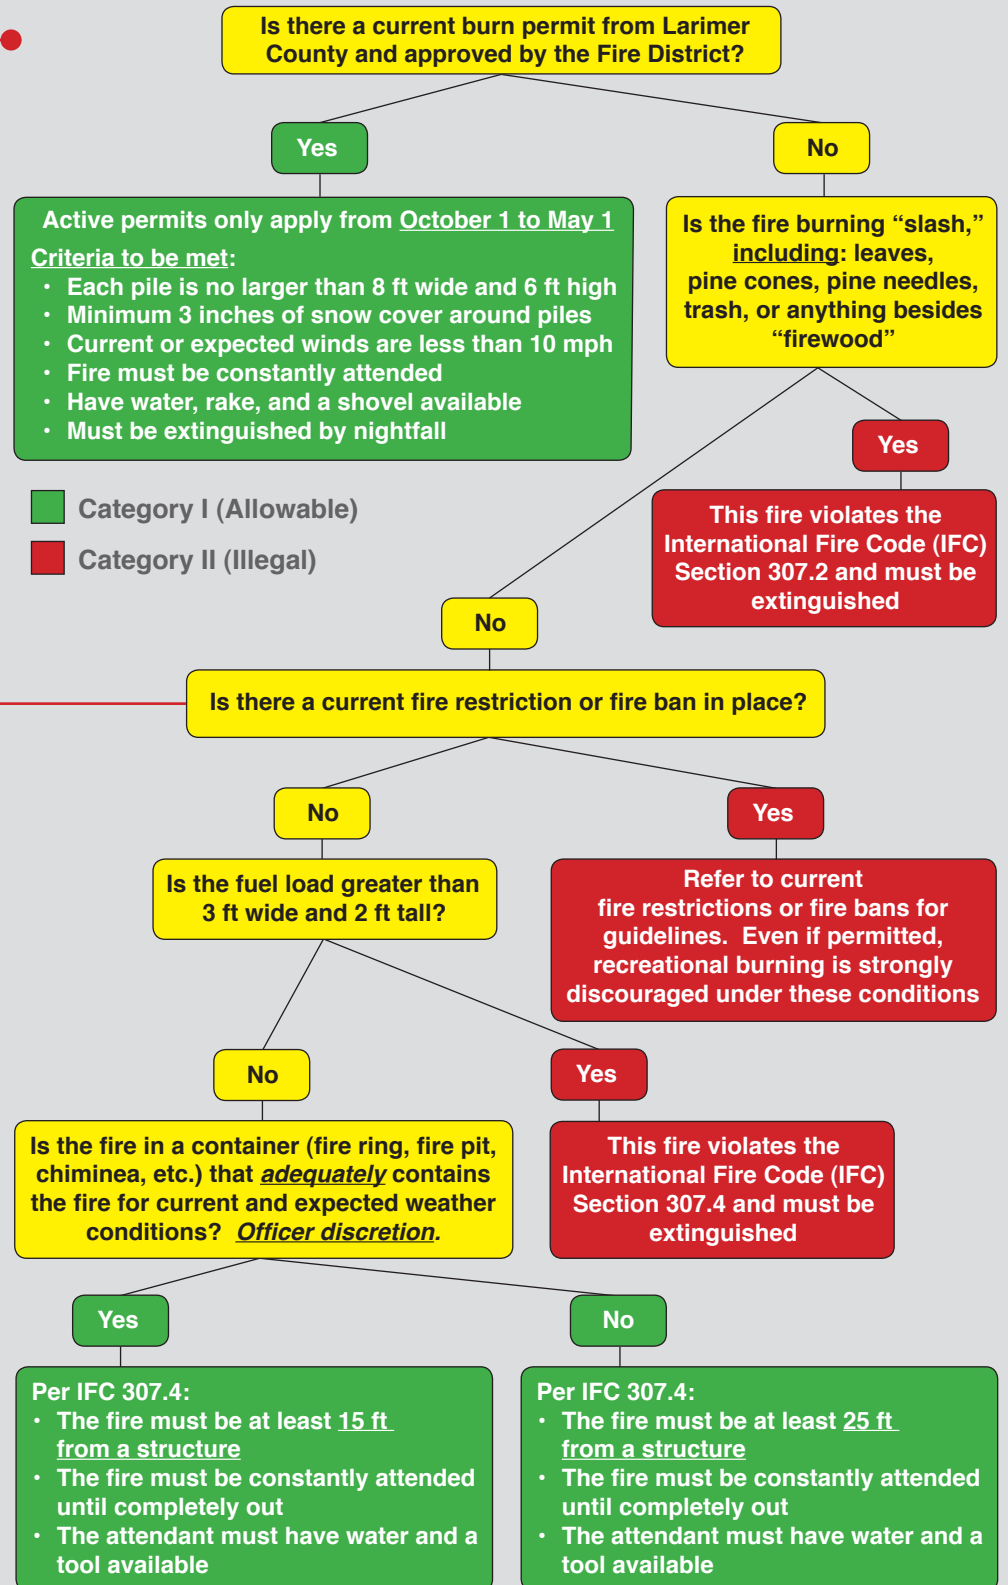 Is there a current burn permit from Larimer
County and approved by the Fire District?
Yes
No
Active permits only apply from October 1 to May 1
Criteria to be met:
• Each pile is no larger than 8 ft wide and 6 ft high
• Minimum 3 inches of snow cover around piles
• Current or expected winds are less than 10 mph
• Fire must be constantly attended
• Have water, rake, and a shovel available
• Must be extinguished by nightfall
Is the fire burning “slash,”
including: leaves,
pine cones, pine needles,
trash, or anything besides
“firewood”
Yes
This fire violates the
International Fire Code (IFC)
Section 307.2 and must be
extinguished
Category I (Allowable)
Category II (Illegal)
No
Is there a current fire restriction or fire ban in place?
No
Yes
Is the fuel load greater than
3 ft wide and 2 ft tall?
Refer to current
fire restrictions or fire bans for
guidelines.  Even if permitted,
recreational burning is strongly
discouraged under these conditions
No
Yes
Is the fire in a container (fire ring, fire pit,
chiminea, etc.) that adequately contains
the fire for current and expected weather
conditions?  Officer discretion.
This fire violates the
International Fire Code (IFC)
Section 307.4 and must be
extinguished
Yes
No
Per IFC 307.4:
• The fire must be at least 15 ft
from a structure
• The fire must be constantly attended
until completely out
• The attendant must have water and a
tool available
Per IFC 307.4:
• The fire must be at least 25 ft
from a structure
• The fire must be constantly attended
until completely out
• The attendant must have water and a
tool available